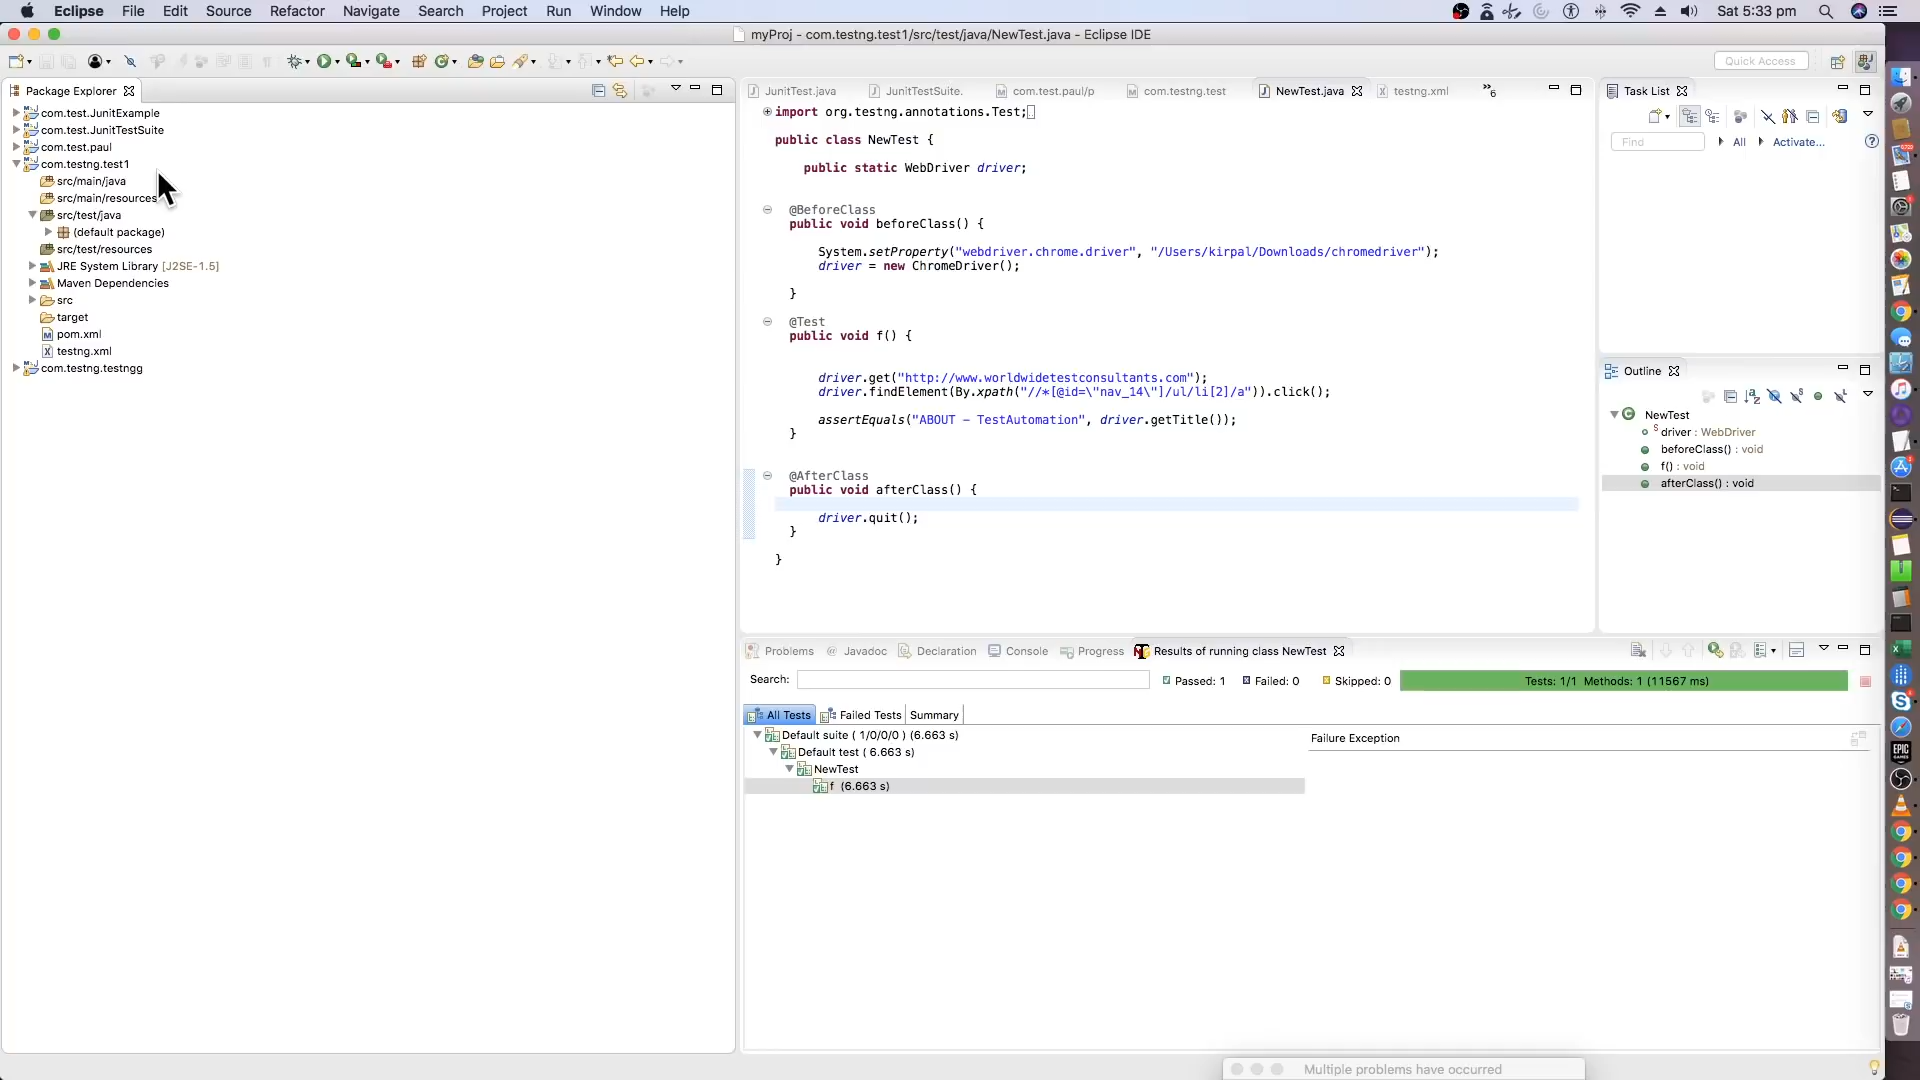 Eclipse File Edit Source Refactor Navigate Search Project Run Window Help Sat 5:33 pm
myProj - com.testng.test1/src/test/java/NewTest.java - Eclipse IDE
Quick Access
Package Explorer
com.test.JunitExample
com.test.JunitTestSuite
com.test.paul
com.testng.test1
src/main/java
src/main/resources
src/test/java
(default package)
src/test/resources
JRE System Library [J2SE-1.5]
Maven Dependencies
src
target
pom.xml
testng.xml
com.testng.testngg
JunitTest.java JunitTestSuite. com.test.paul/p com.testng.test NewTest.java testng.xml »6
import org.testng.annotations.Test;
public class NewTest {
public static WebDriver driver;
@BeforeClass
public void beforeClass() {
System.setProperty("webdriver.chrome.driver", "/Users/kirpal/Downloads/chromedriver");
driver = new ChromeDriver();
}
@Test
public void f() {
driver.get("http://www.worldwidetestconsultants.com");
driver.findElement(By.xpath("//*[@id=\"nav_14\"]/ul/li[2]/a")).click();
assertEquals("ABOUT – TestAutomation", driver.getTitle());
}
@AfterClass
public void afterClass() {
driver.quit();
}
}
Task List
Find All Activate...
Outline
NewTest
driver : WebDriver
beforeClass() : void
f() : void
afterClass() : void
Problems @ Javadoc Declaration Console Progress Results of running class NewTest
Search: Passed: 1 Failed: 0 Skipped: 0 Tests: 1/1 Methods: 1 (11567 ms)
All Tests Failed Tests Summary
Default suite ( 1/0/0/0 ) (6.663 s)
Default test ( 6.663 s)
NewTest
f (6.663 s)
Failure Exception
Multiple problems have occurred
EPIC
GAMES